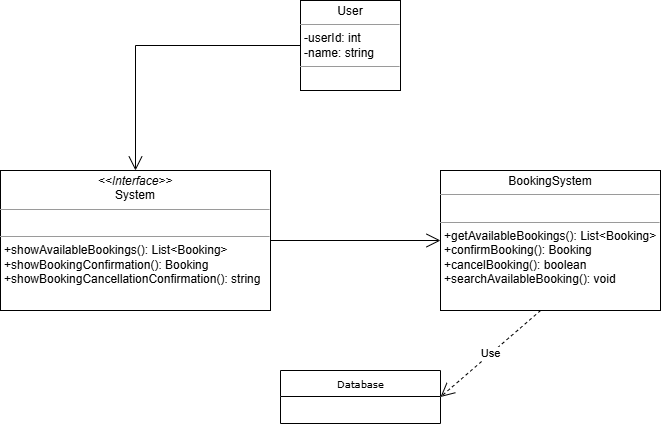 User
-userId: int
-name: string
<<Interface>>
System
+showAvailableBookings(): List<Booking>
+showBookingConfirmation(): Booking
+showBookingCancellationConfirmation(): string
BookingSystem
+getAvailableBookings(): List<Booking>
+confirmBooking(): Booking
+cancelBooking(): boolean
+searchAvailableBooking(): void
Use
Database